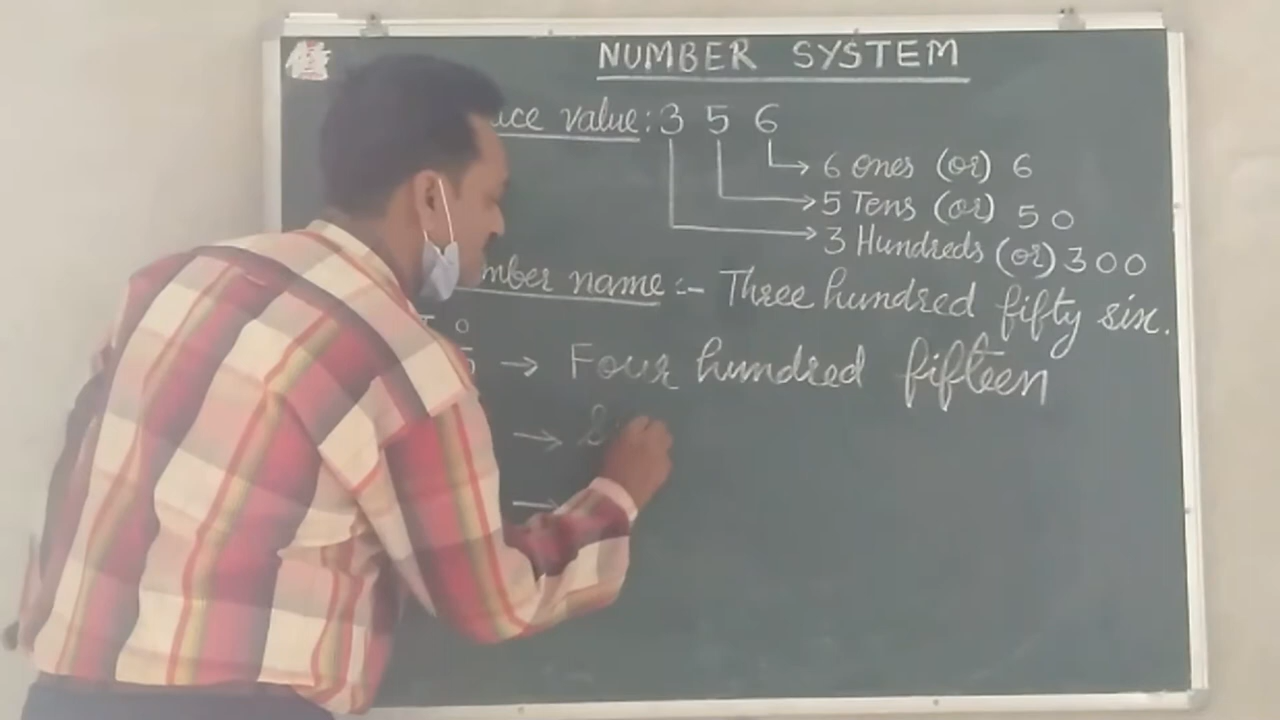 NUMBER SYSTEM
value: 3 5 6
6 Ones (or) 6
5 Tens (or) 50
3 Hundreds (or) 300
name :- Three hundred fifty six.
O
→ Four hundred fifteen
→
→